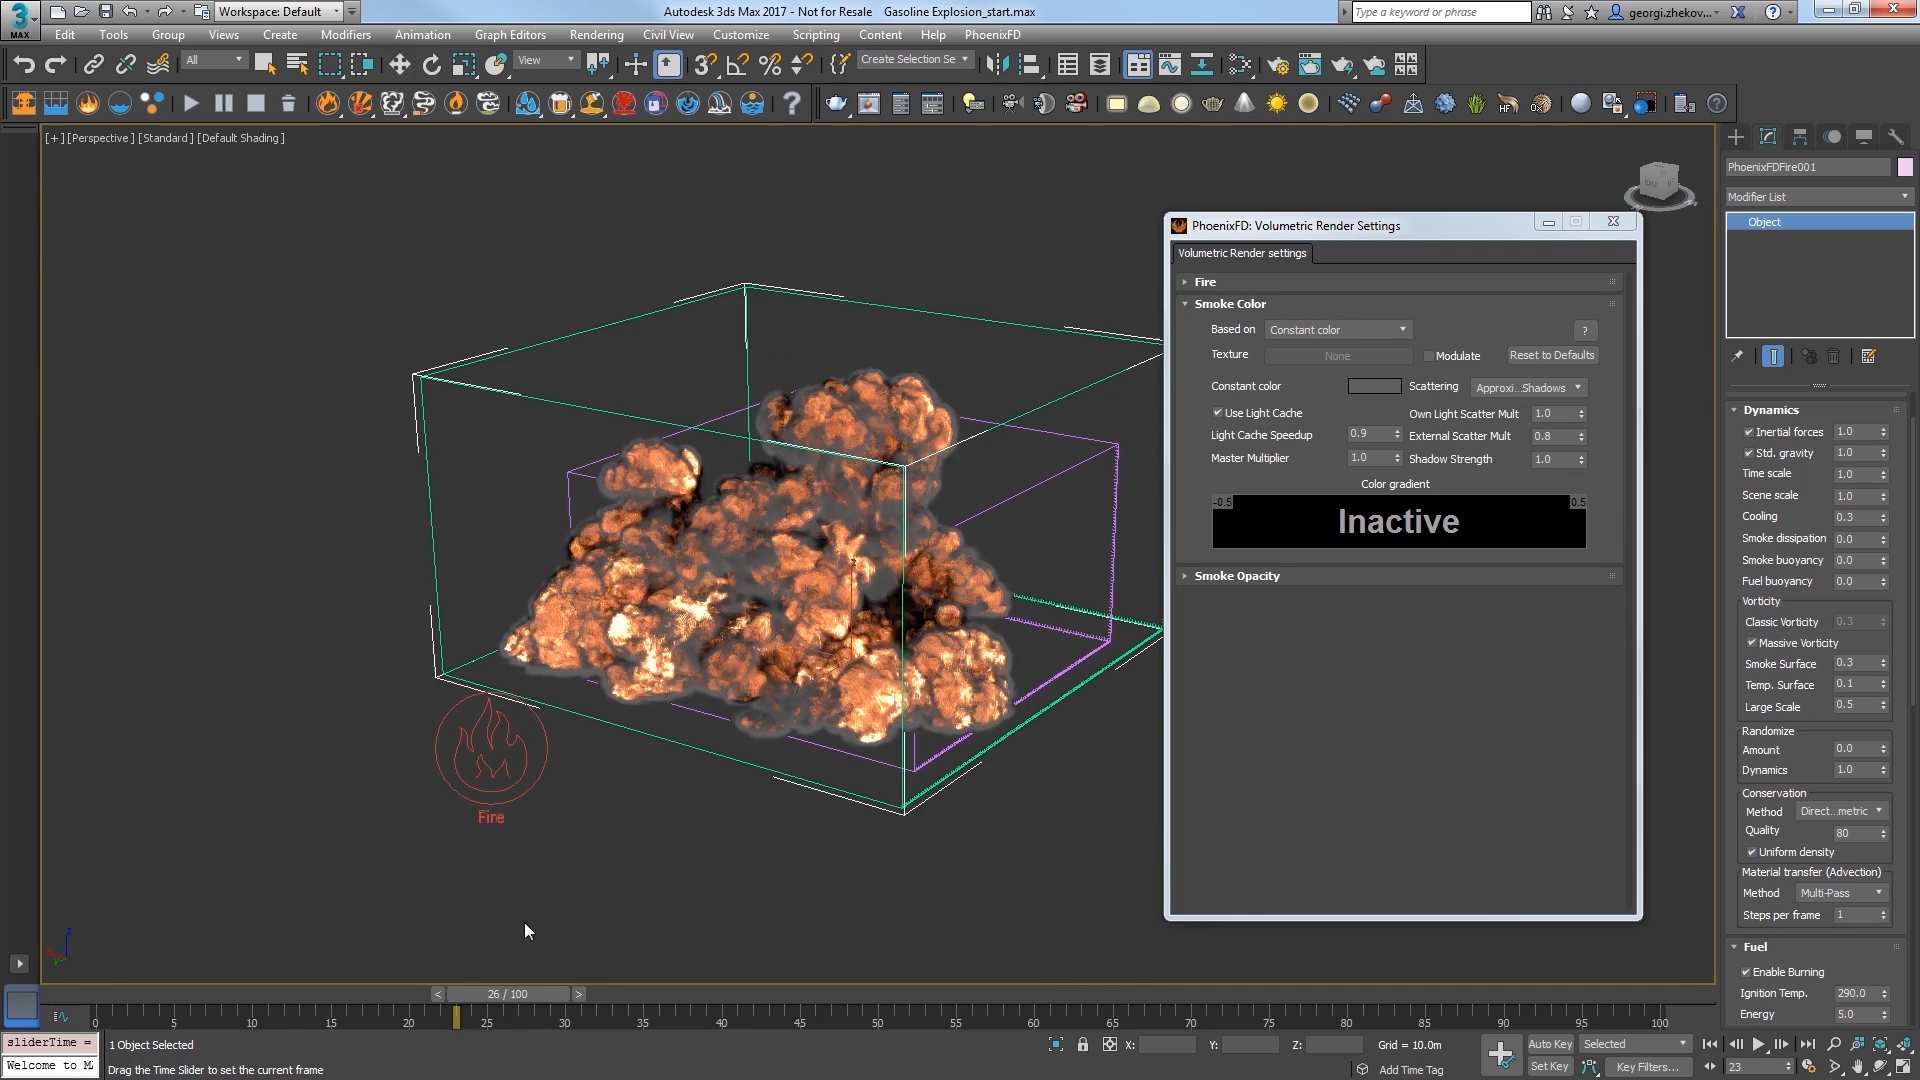 3
MAX
Workspace: Default
Autodesk 3ds Max 2017 - Not for Resale Gasoline Explosion_start.max
Type a keyword or phrase
georgi.zhekov...
Edit Tools Group Views Create Modifiers Animation Graph Editors Rendering Civil View Customize Scripting Content Help PhoenixFD
All
View
Create Selection Se
HF
[+] [Perspective] [Standard] [Default Shading]
PhoenixFDFire001
Modifier List
Object
PhoenixFD: Volumetric Render Settings
Volumetric Render settings
Fire
Smoke Color
Based on Constant color ?
Texture None Modulate Reset to Defaults
Constant color Scattering Approxi...Shadows
Use Light Cache Own Light Scatter Mult 1.0
Light Cache Speedup 0.9 External Scatter Mult 0.8
Master Multiplier 1.0 Shadow Strength 1.0
Color gradient
-0.5 0.5
Inactive
Smoke Opacity
Fire
Dynamics
Inertial forces 1.0
Std. gravity 1.0
Time scale 1.0
Scene scale 1.0
Cooling 0.3
Smoke dissipation 0.0
Smoke buoyancy 0.0
Fuel buoyancy 0.0
Vorticity
Classic Vorticity 0.3
Massive Vorticity
Smoke Surface 0.3
Temp. Surface 0.1
Large Scale 0.5
Randomize
Amount 0.0
Dynamics 1.0
Conservation
Method Direct...metric
Quality 80
Uniform density
Material transfer (Advection)
Method Multi-Pass
Steps per frame 1
Fuel
Enable Burning
Ignition Temp. 290.0
Energy 5.0
< 26 / 100 >
0 5 10 15 20 25 30 35 40 45 50 55 60 65 70 75 80 85 90 95 100
sliderTime =
Welcome to M
1 Object Selected
Drag the Time Slider to set the current frame
X: Y: Z: Grid = 10.0m
Add Time Tag
Auto Key Selected
Set Key Key Filters...
23